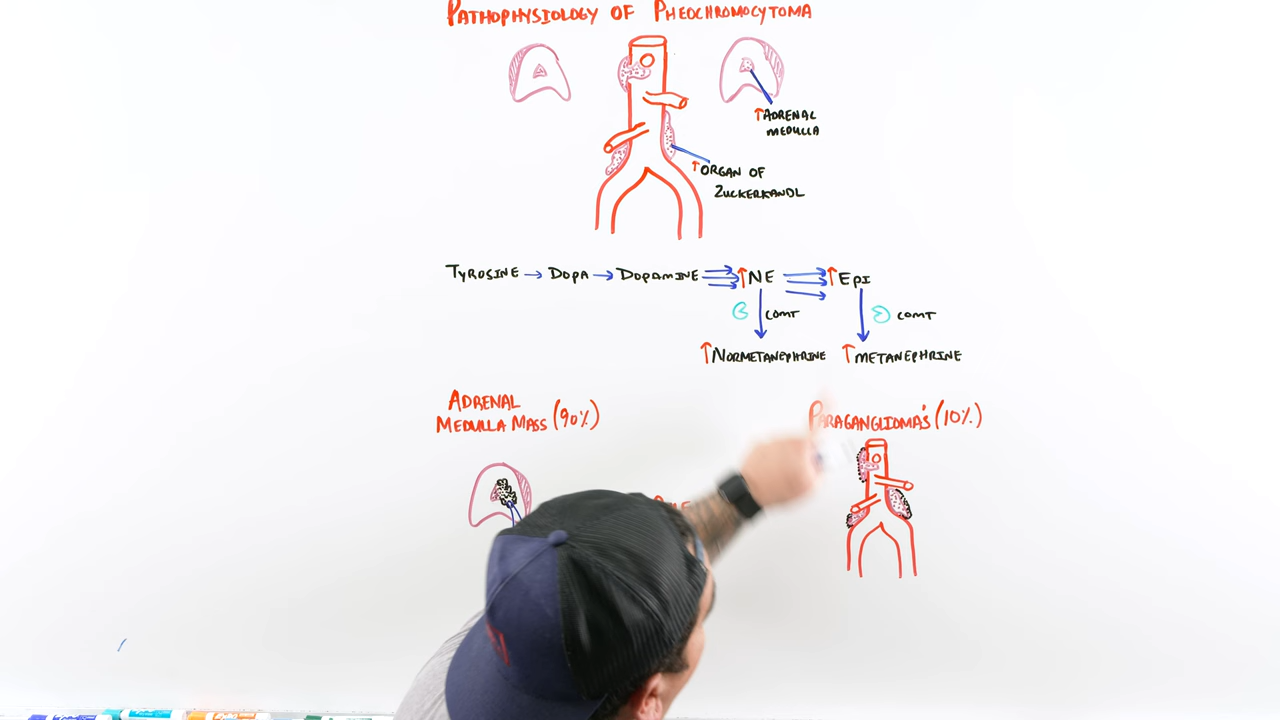 Pathophysiology of Pheochromocytoma
↑Adrenal
Medulla
↑Organ of
Zuckerkandl
Tyrosine → Dopa → Dopamine ↑NE ↑Epi
COMT COMT
↑Normetanephrine ↑Metanephrine
Adrenal
Medulla Mass (90%)
Paraganglioma's (10%)